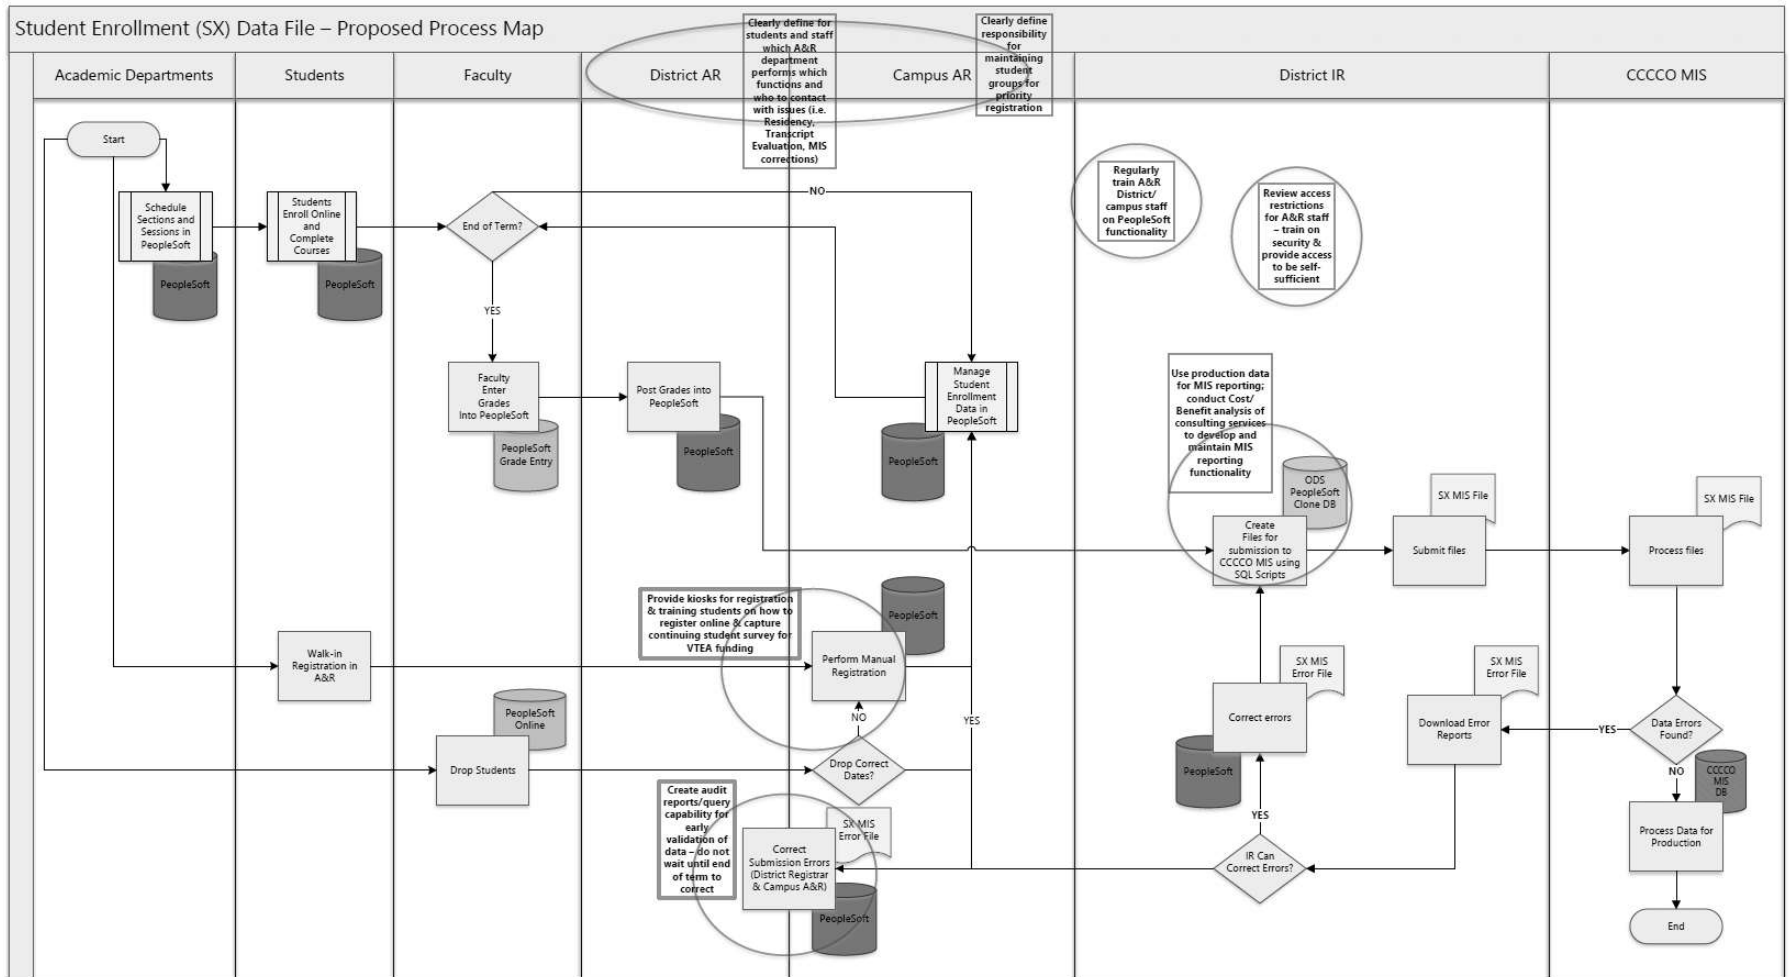 Student Enrollment (SX) Data File – Proposed Process Map
Clearly define for
students and staff
which A&R
department
performs which
functions and
who to contact
with issues (i.e.
Residency,
Transcript
Evaluation, MIS
corrections)
Clearly define
responsibility
for
maintaining
student
groups for
priority
registration
Academic Departments
Students
Faculty
District AR
Campus AR
District IR
CCCCO MIS
Start
Schedule
Sections and
Sessions in
PeopleSoft
PeopleSoft
Students
Enroll Online
and
Complete
Courses
PeopleSoft
End of Term?
NO
YES
Regularly
train A&R
District/
campus staff
on PeopleSoft
functionality
Review access
restrictions
for A&R staff
– train on
security &
provide access
to be self-
sufficient
Faculty
Enter
Grades
Into PeopleSoft
PeopleSoft
Grade Entry
Post Grades into
PeopleSoft
PeopleSoft
Manage
Student
Enrollment
Data in
PeopleSoft
PeopleSoft
Use production data
for MIS reporting;
conduct Cost/
Benefit analysis of
consulting services
to develop and
maintain MIS
reporting
functionality
ODS
PeopleSoft
Clone DB
Create
Files for
submission to
CCCCO MIS using
SQL Scripts
SX MIS File
Submit files
SX MIS File
Process files
Provide kiosks for registration
& training students on how to
register online & capture
continuing student survey for
VTEA funding
PeopleSoft
Walk-in
Registration in
A&R
Perform Manual
Registration
NO
YES
PeopleSoft
Online
Drop Students
Drop Correct
Dates?
SX MIS
Error File
Correct errors
PeopleSoft
YES
SX MIS
Error File
Download Error
Reports
YES
Data Errors
Found?
NO
CCCCO
MIS
DB
Process Data for
Production
End
Create audit
reports/query
capability for
early
validation of
data – do not
wait until end
of term to
correct
SX MIS
Error File
Correct
Submission Errors
(District Registrar
& Campus A&R)
PeopleSoft
IR Can
Correct Errors?